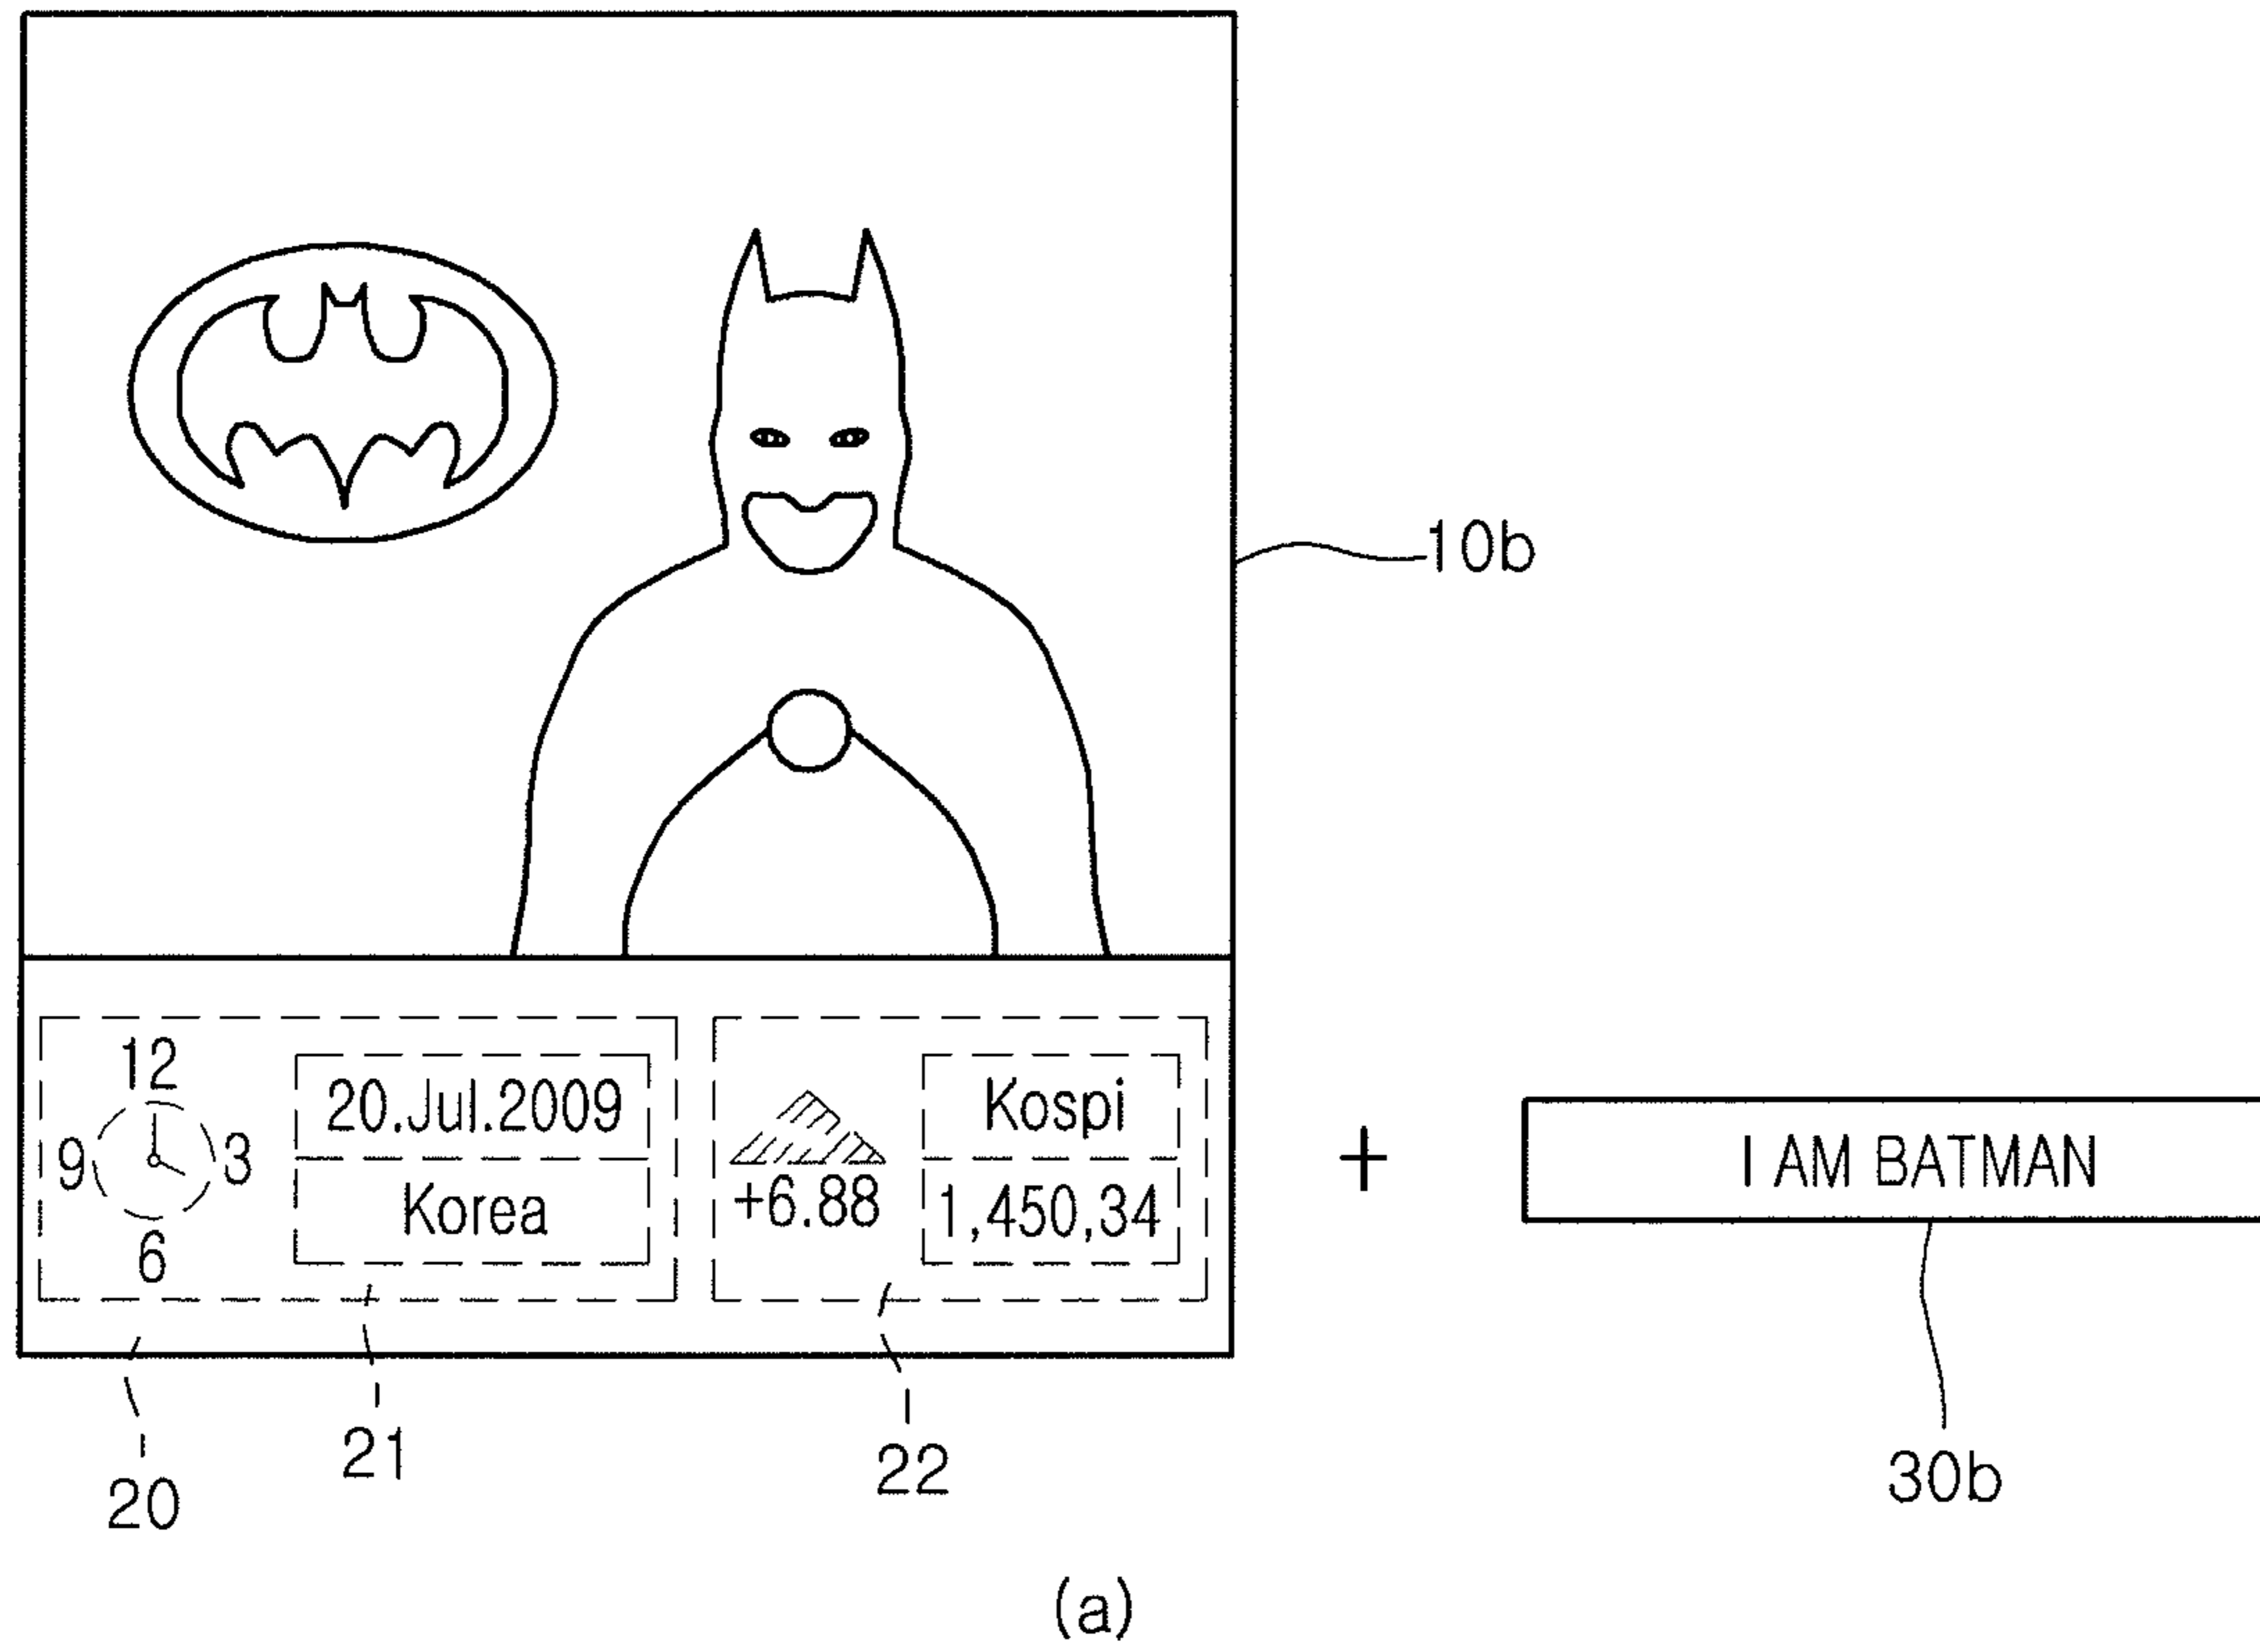 10b
12
9
3
6
20.Jul.2009
Korea
+6.88
Kospi
1,450,34
+
I AM BATMAN
20
21
22
30b
(a)